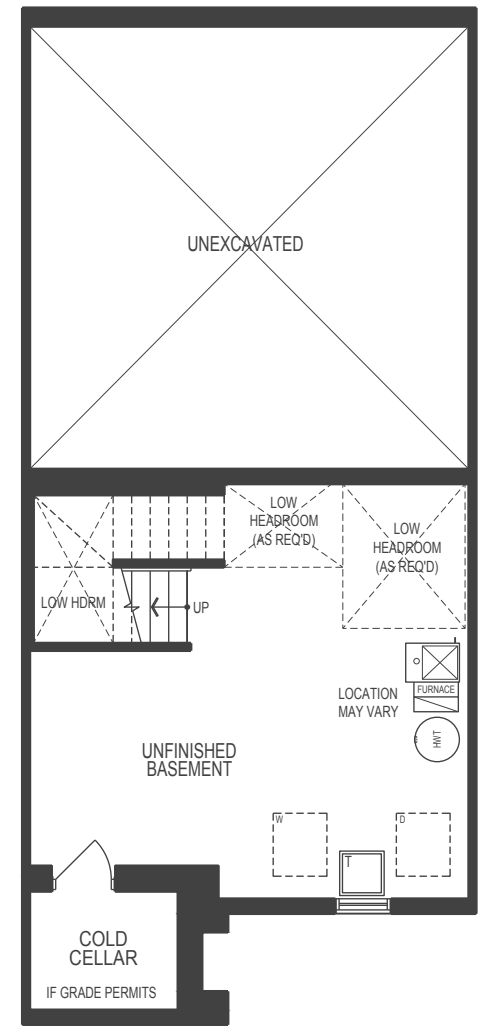 UNEXCAVATED
LOW
HEADROOM
(AS REQ'D)
LOW
HEADROOM
(AS REQ'D)
LOW HDRM
UP
LOCATION
MAY VARY
FURNACE
HWT
UNFINISHED
BASEMENT
W
D
T
COLD
CELLAR
IF GRADE PERMITS